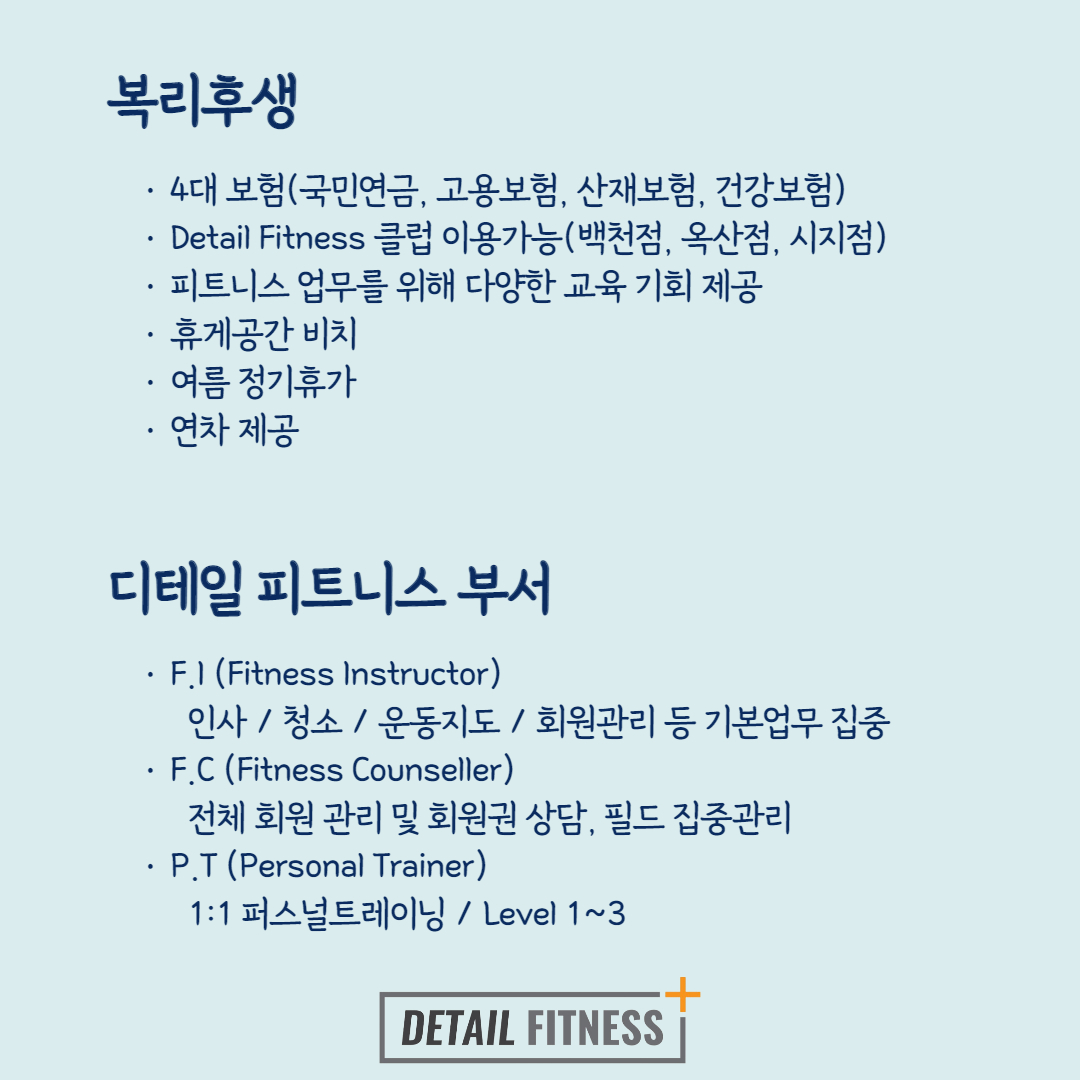 복리후생
· 4대 보험(국민연금, 고용보험, 산재보험, 건강보험)
· Detail Fitness 클럽 이용가능(백천점, 옥산점, 시지점)
· 피트니스 업무를 위해 다양한 교육 기회 제공
· 휴게공간 비치
· 여름 정기휴가
· 연차 제공
디테일 피트니스 부서
· F.I (Fitness Instructor)
인사 / 청소 / 운동지도 / 회원관리 등 기본업무 집중
· F.C (Fitness Counseller)
전체 회원 관리 및 회원권 상담, 필드 집중관리
· P.T (Personal Trainer)
1:1 퍼스널트레이닝 / Level 1~3
DETAIL FITNESS